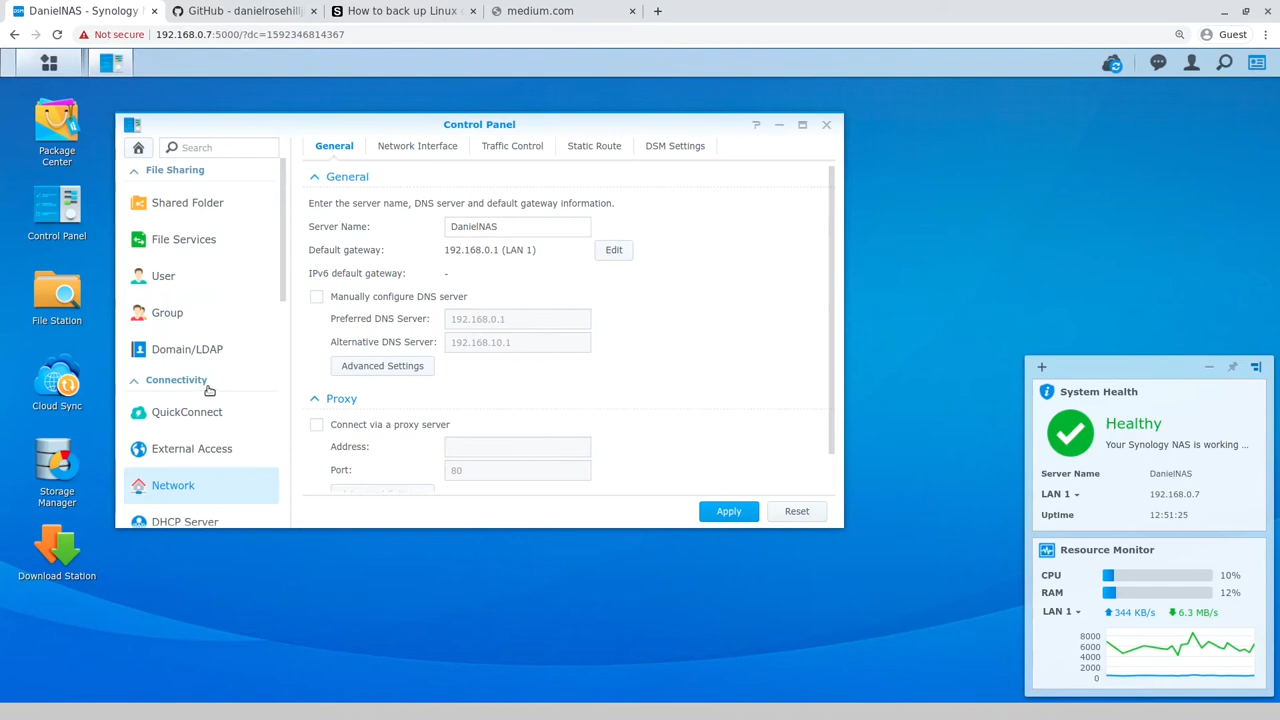 DanielNAS - Synology
GitHub - danielrosehillj
How to back up Linux
medium.com
Not secure
192.168.0.7:5000/?dc=1592346814367
Guest
Package
Center
Control Panel
File Station
Cloud Sync
Storage
Manager
Download Station
Control Panel
Search
File Sharing
Shared Folder
File Services
User
Group
Domain/LDAP
Connectivity
QuickConnect
External Access
Network
DHCP Server
General
Network Interface
Traffic Control
Static Route
DSM Settings
General
Enter the server name, DNS server and default gateway information.
Server Name:
DanielNAS
Default gateway:
192.168.0.1 (LAN 1)
Edit
IPv6 default gateway:
-
Manually configure DNS server
Preferred DNS Server:
192.168.0.1
Alternative DNS Server:
192.168.10.1
Advanced Settings
Proxy
Connect via a proxy server
Address:
Port:
80
Apply
Reset
System Health
Healthy
Your Synology NAS is working ...
Server Name
DanielNAS
LAN 1
192.168.0.7
Uptime
12:51:25
Resource Monitor
CPU
10%
RAM
12%
LAN 1
344 KB/s
6.3 MB/s
8000
6000
4000
2000
0